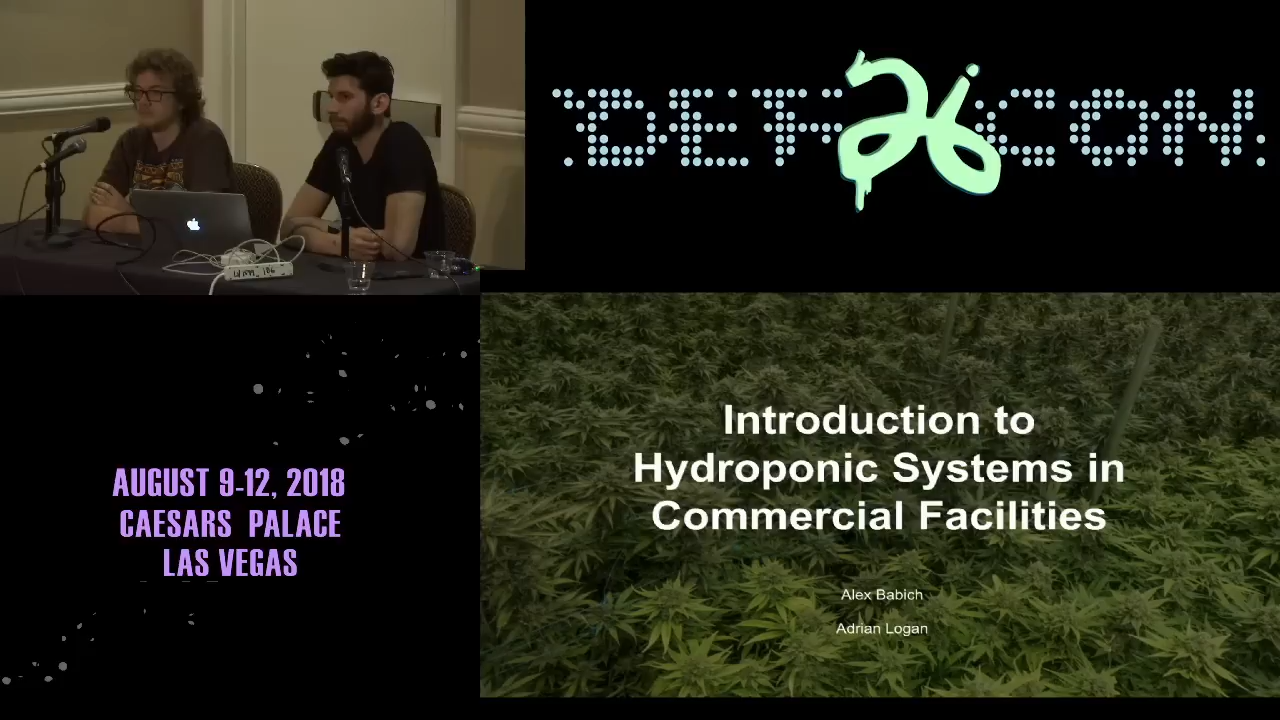 DEF CON
26
AUGUST 9-12, 2018
CAESARS PALACE
LAS VEGAS
Introduction to
Hydroponic Systems in
Commercial Facilities
Alex Babich
Adrian Logan